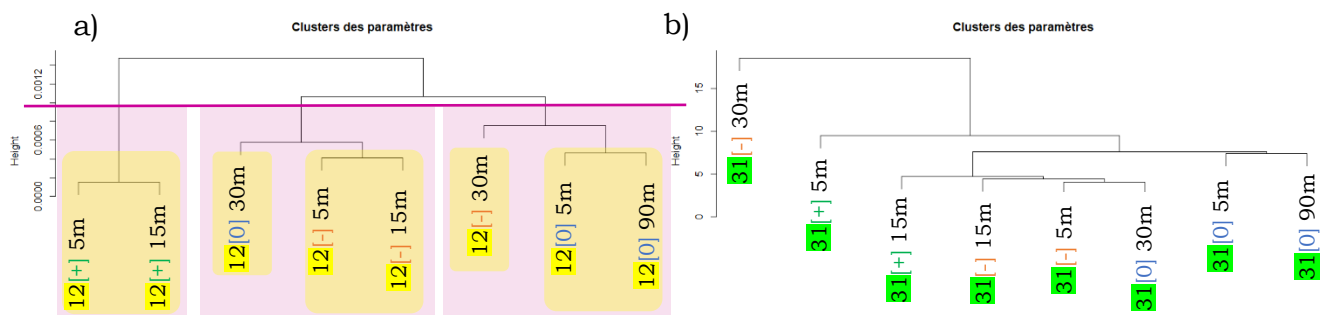 a)
Clusters des paramètres
Height
0.0000
0.0006
0.0012
12[+] 5m
12[+] 15m
12[0] 30m
12[-] 5m
12[-] 15m
12[-] 30m
12[0] 5m
12[0] 90m
b)
Clusters des paramètres
Height
0
5
10
15
31[-] 30m
31[+] 5m
31[+] 15m
31[-] 15m
31[-] 5m
31[0] 30m
31[0] 5m
31[0] 90m